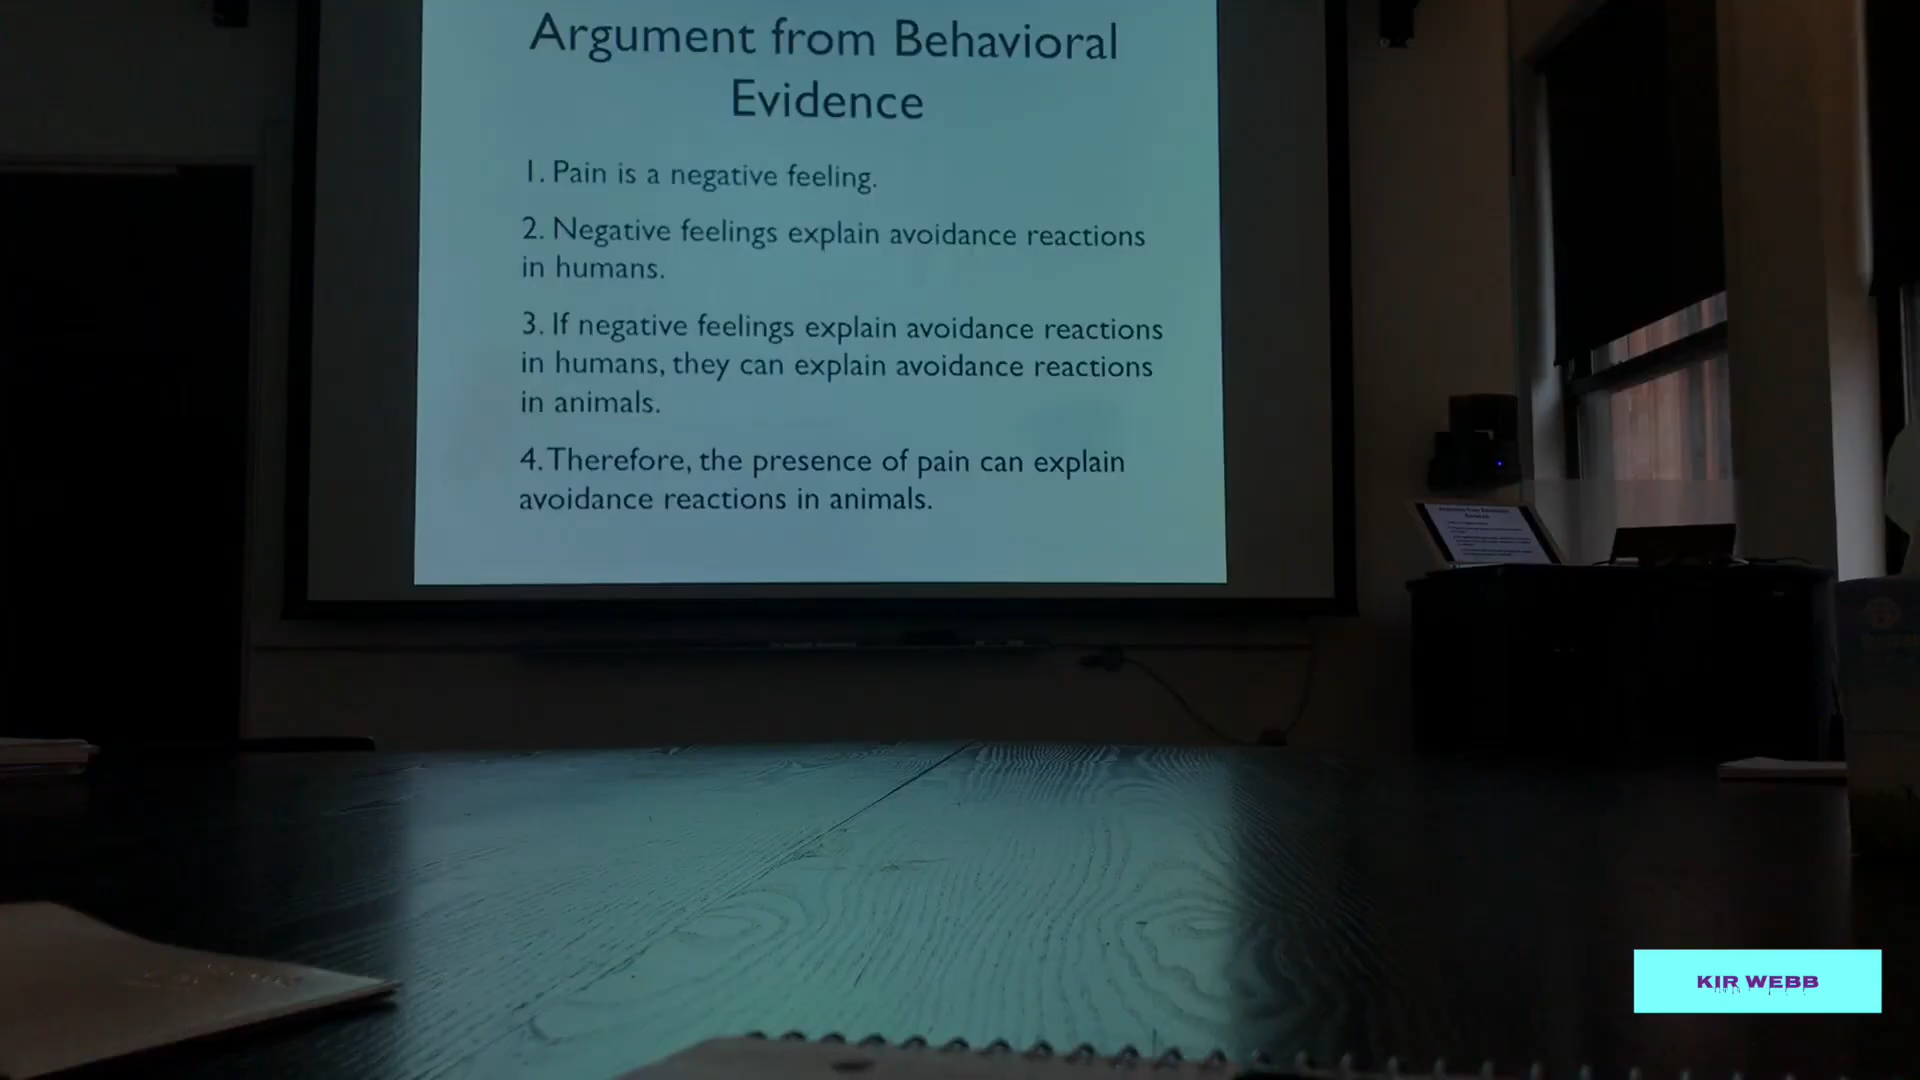 Argument from Behavioral
Evidence
1. Pain is a negative feeling.
2. Negative feelings explain avoidance reactions
in humans.
3. If negative feelings explain avoidance reactions
in humans, they can explain avoidance reactions
in animals.
4. Therefore, the presence of pain can explain
avoidance reactions in animals.
KIR WEBB